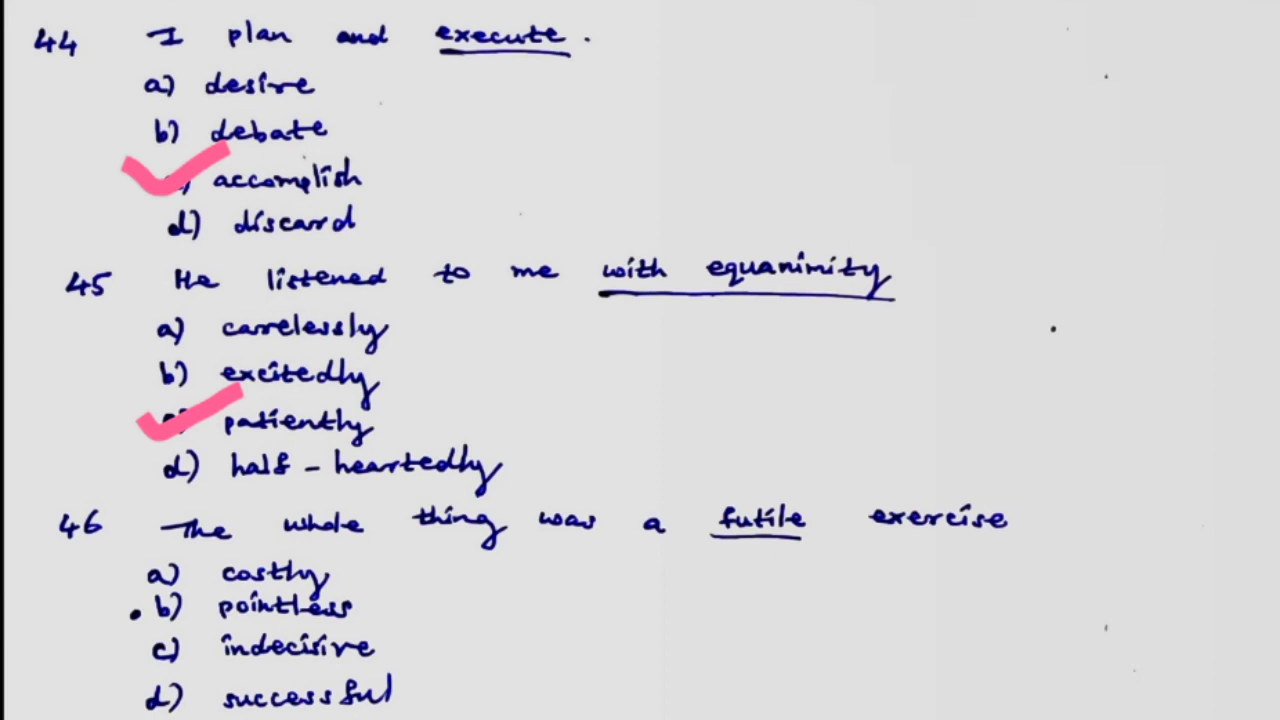 44 I plan and execute.
a) desire
b) debate
) accomplish
d) discard
45 He listened to me with equanimity
a) carelessly
b) excitedly
) patiently
d) half - heartedly
46 The whole thing was a futile exercise
a) costly
b) pointless
c) indecisive
d) successful